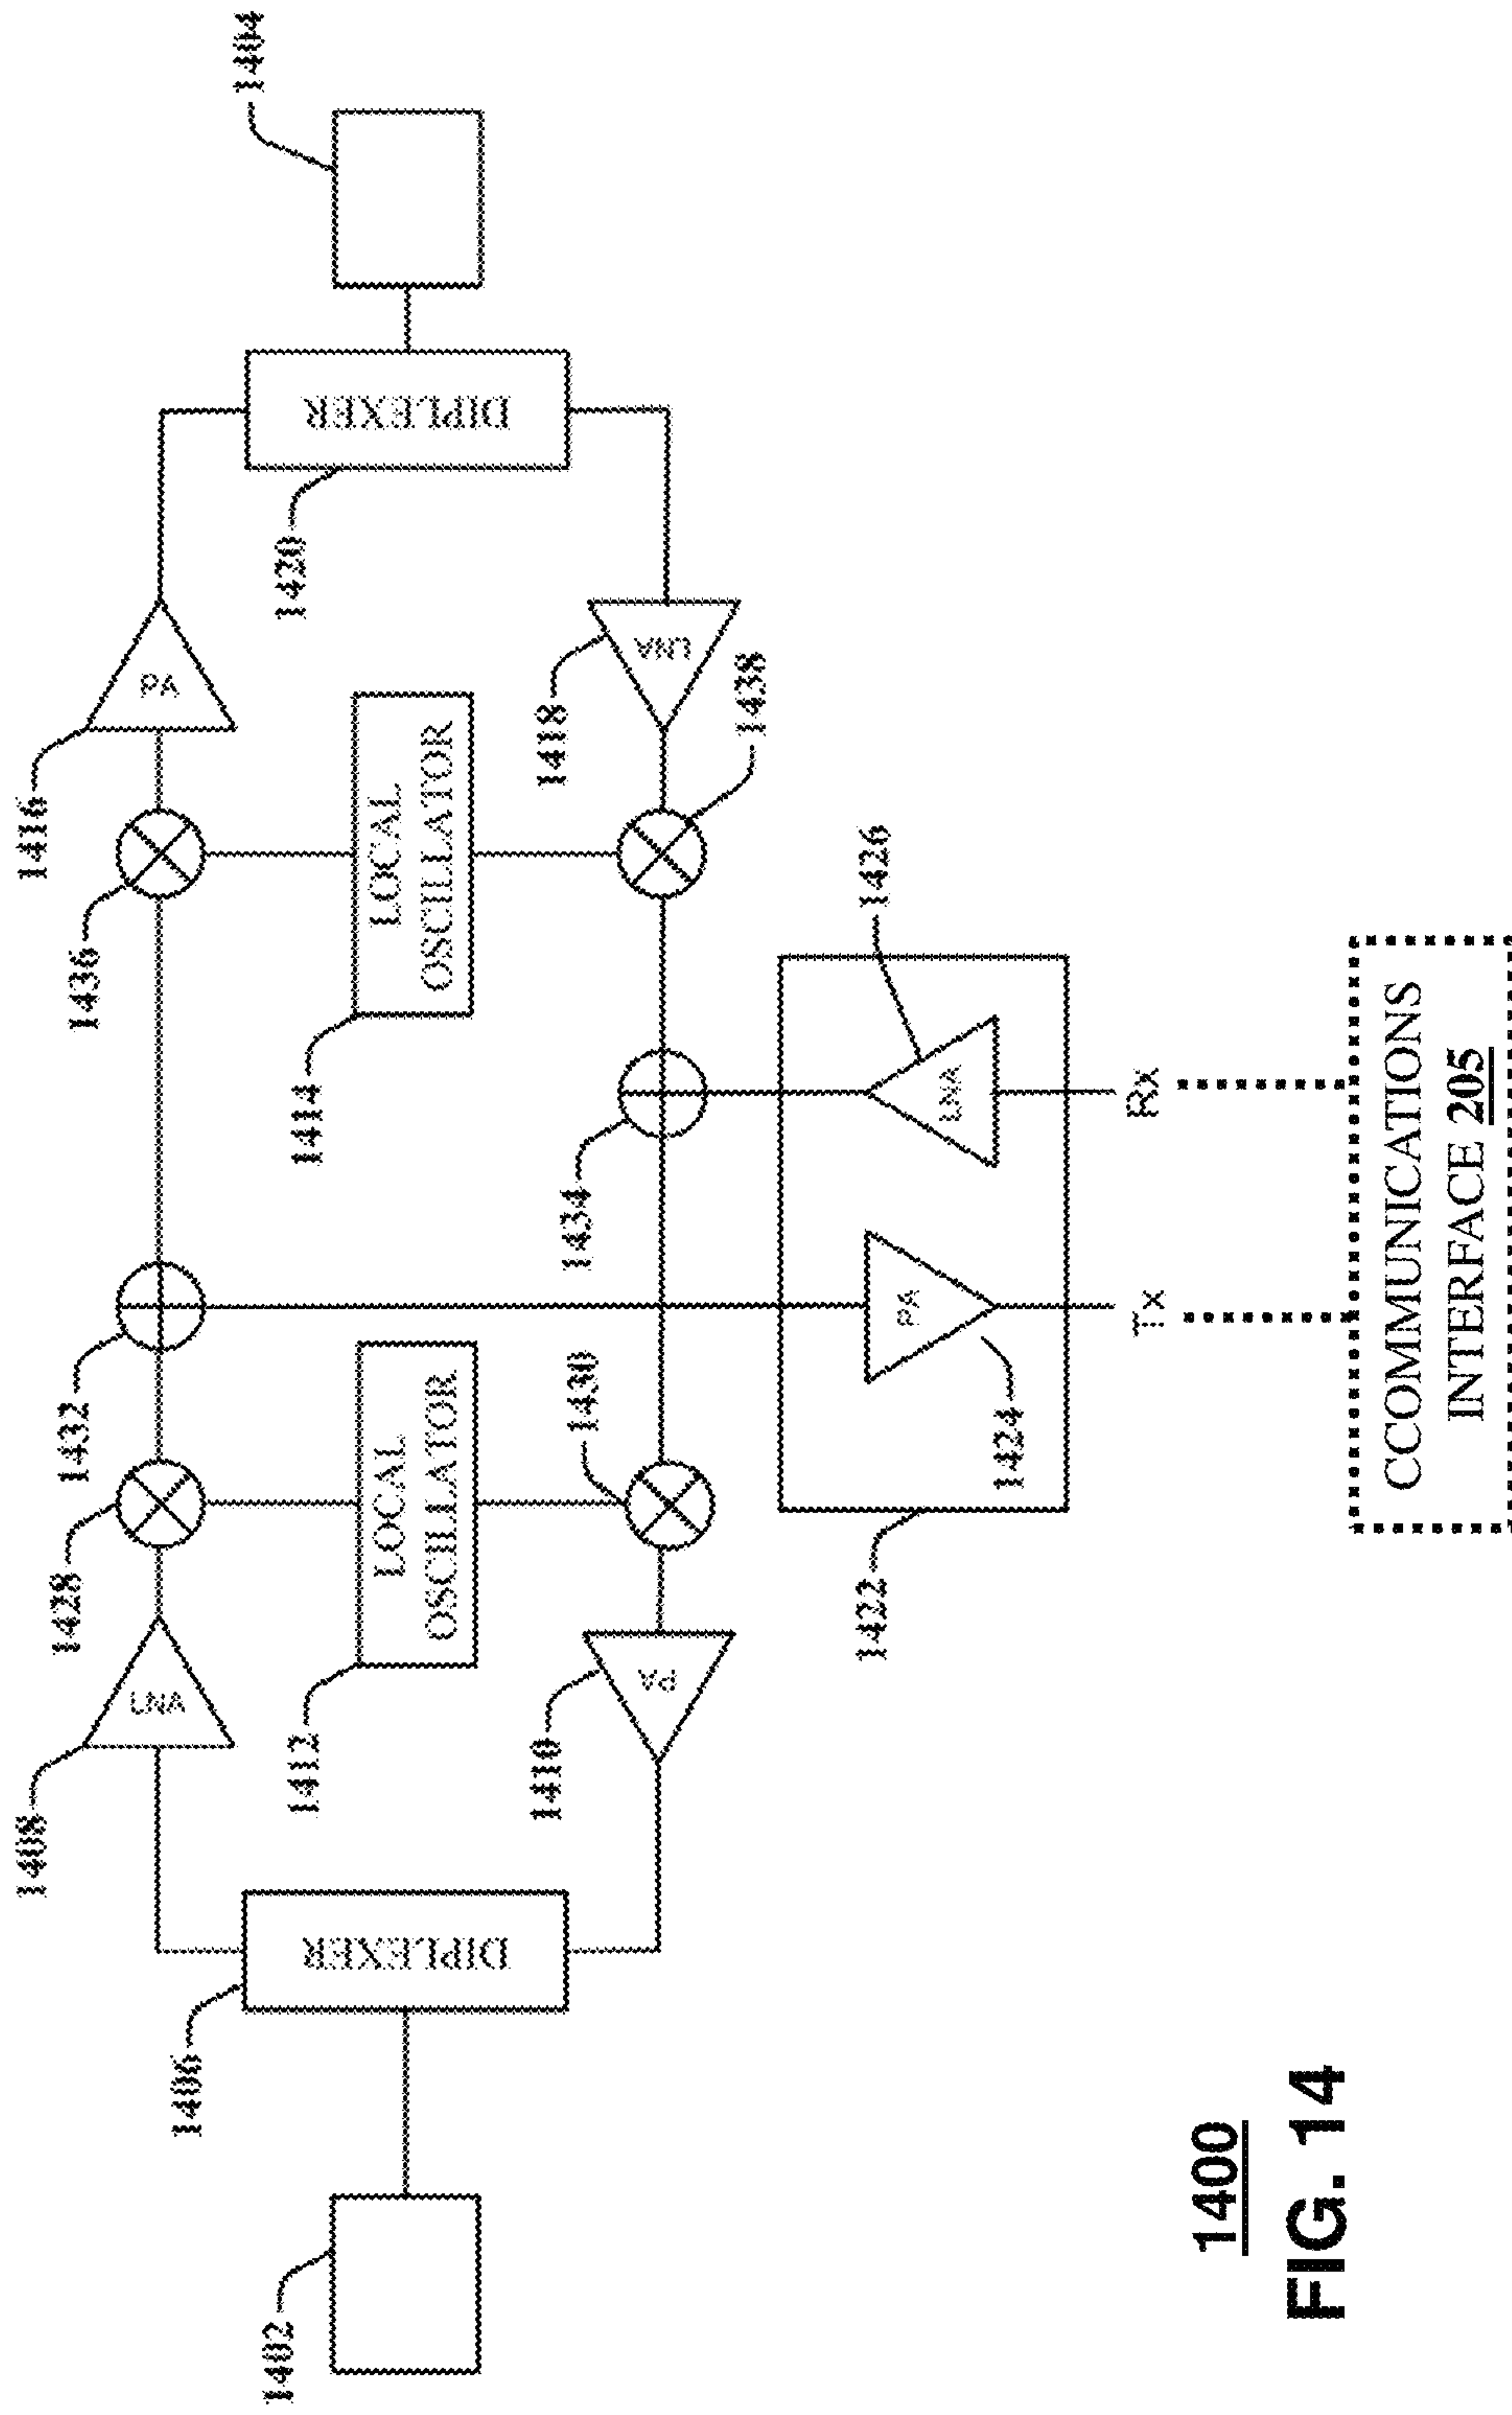 1408
LNA
1428
1432
1436
1416
PA
1406
DIPLEXER
1412
LOCAL
OSCILLATOR
1414
LOCAL
OSCILLATOR
1420
DIPLEXER
1402
1404
1410
PA
1430
1434
1418
LNA
1438
1422
1424
PA
LNA
1426
Tx
Rx
CCOMMUNICATIONS
INTERFACE 205
1400
FIG. 14